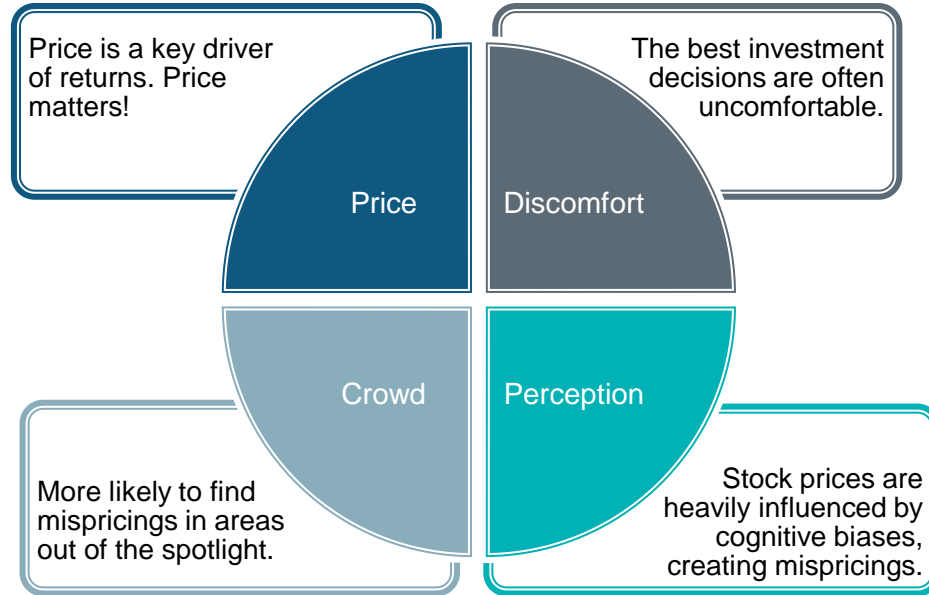 Price is a key driver
of returns. Price
matters!
The best investment
decisions are often
uncomfortable.
Price
Discomfort
Crowd
Perception
More likely to find
mispricings in areas
out of the spotlight.
Stock prices are
heavily influenced by
cognitive biases,
creating mispricings.